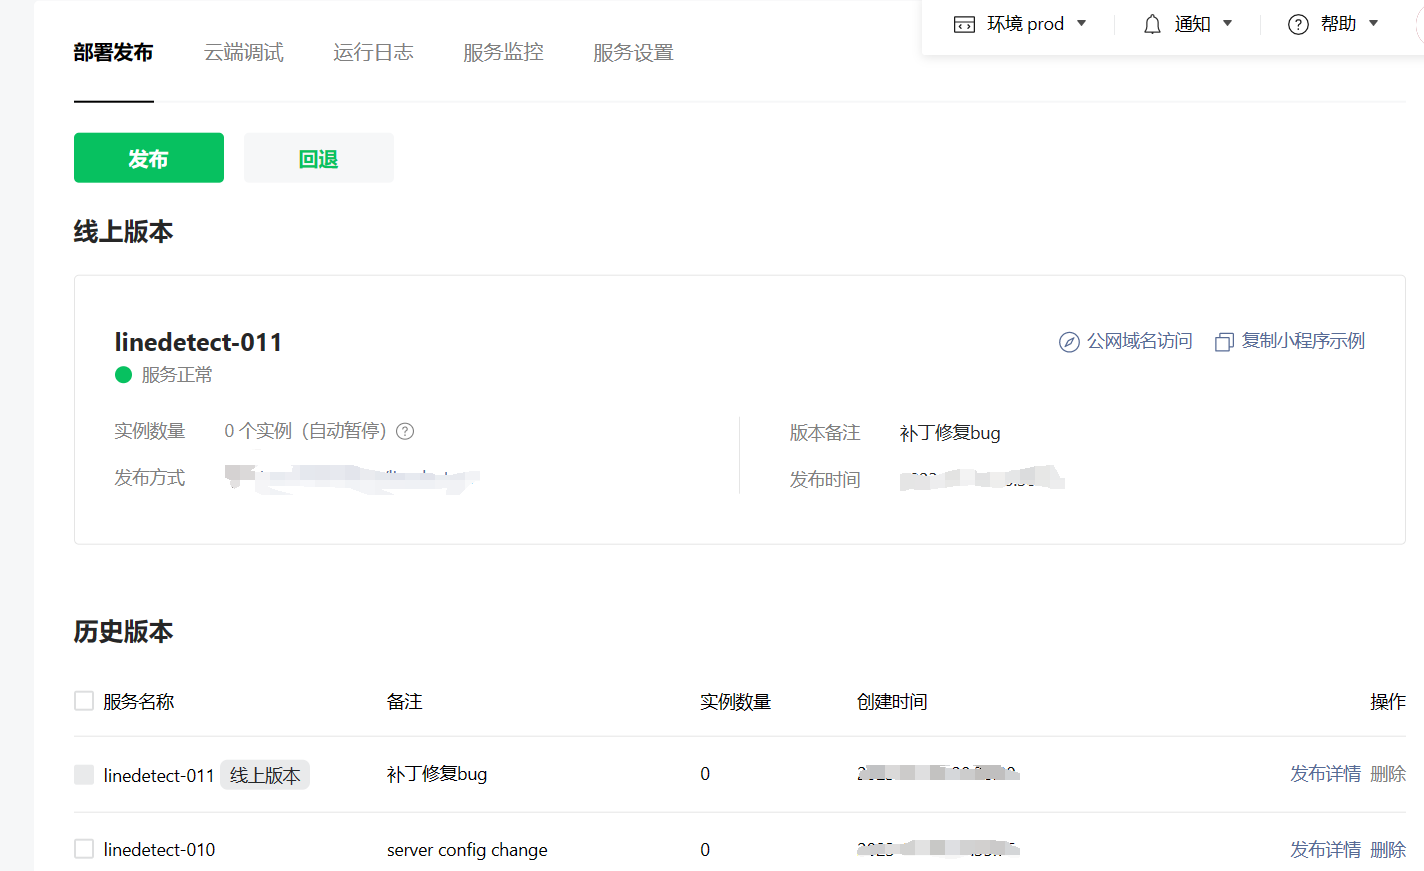 环境 prod 通知 帮助
部署发布 云端调试 运行日志 服务监控 服务设置
发布 回退
线上版本
linedetect-011
公网域名访问 复制小程序示例
服务正常
实例数量 0 个实例（自动暂停）
版本备注 补丁修复bug
发布方式
发布时间
历史版本
服务名称 备注 实例数量 创建时间 操作
linedetect-011 线上版本 补丁修复bug 0 发布详情 删除
linedetect-010 server config change 0 发布详情 删除